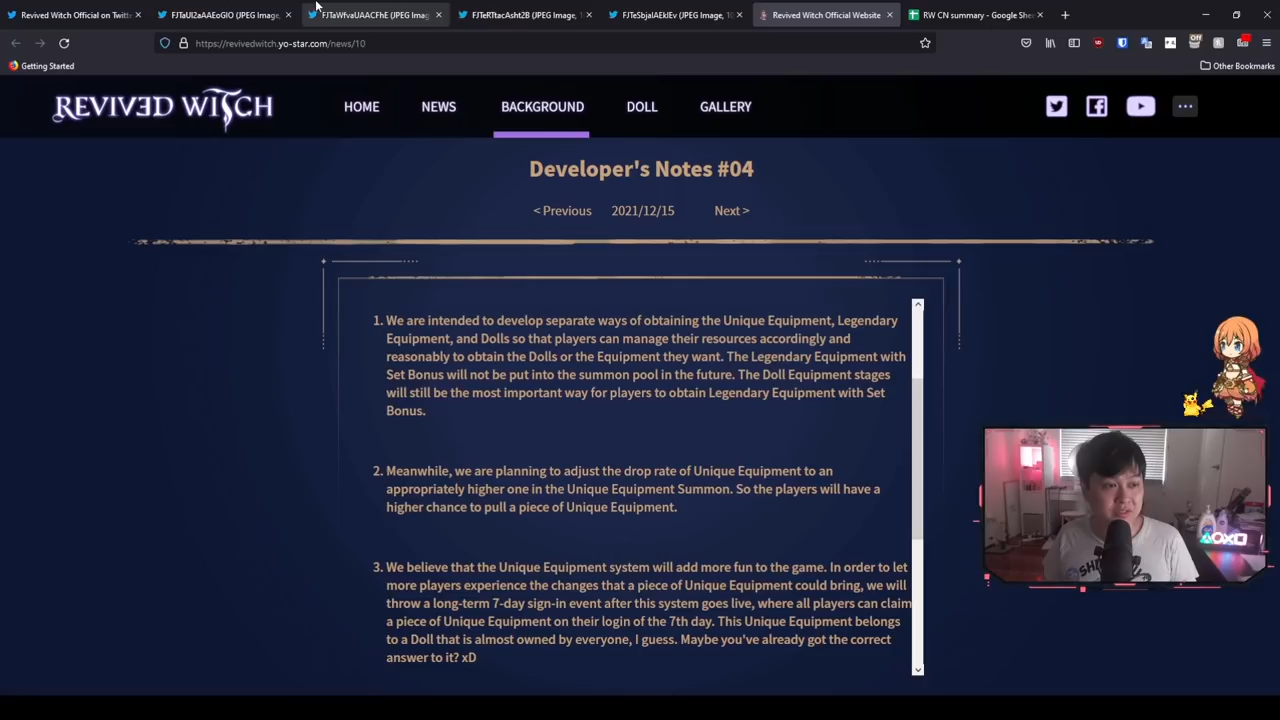 Revived Witch Official on Twitt
FJTaUl2aAAEoGIO (JPEG Image,
FJTaWfvaUAACFhE (JPEG Imag
FJTeRTtacAsht2B (JPEG Image, 1
FJTeSbjaIAEkIEv (JPEG Image, 10
Revived Witch Official Website
RW CN summary - Google She
https://revivedwitch.yo-star.com/news/10
Off
Getting Started
Other Bookmarks
REVIVED WITCH
HOME
NEWS
BACKGROUND
DOLL
GALLERY
Developer's Notes #04
< Previous
2021/12/15
Next >
1. We are intended to develop separate ways of obtaining the Unique Equipment, Legendary
Equipment, and Dolls so that players can manage their resources accordingly and
reasonably to obtain the Dolls or the Equipment they want. The Legendary Equipment with
Set Bonus will not be put into the summon pool in the future. The Doll Equipment stages
will still be the most important way for players to obtain Legendary Equipment with Set
Bonus.
2. Meanwhile, we are planning to adjust the drop rate of Unique Equipment to an
appropriately higher one in the Unique Equipment Summon. So the players will have a
higher chance to pull a piece of Unique Equipment.
3. We believe that the Unique Equipment system will add more fun to the game. In order to let
more players experience the changes that a piece of Unique Equipment could bring, we will
throw a long-term 7-day sign-in event after this system goes live, where all players can claim
a piece of Unique Equipment on their login of the 7th day. This Unique Equipment belongs
to a Doll that is almost owned by everyone, I guess. Maybe you've already got the correct
answer to it? xD